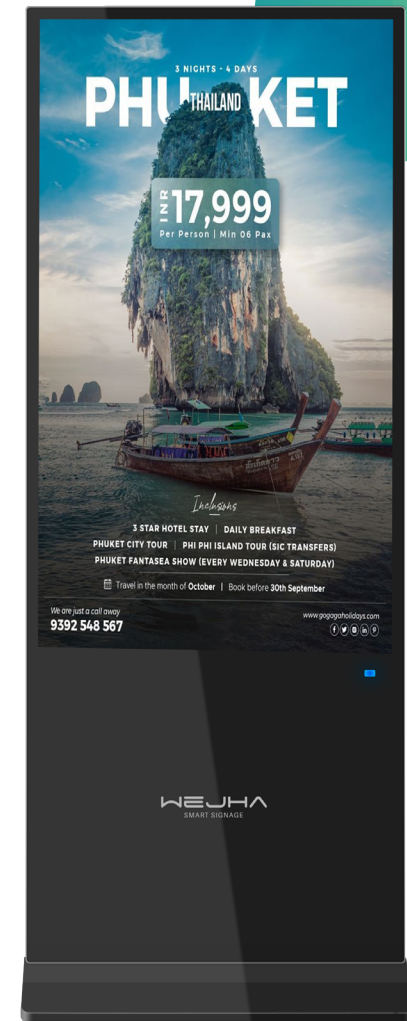 3 NIGHTS - 4 DAYS
PHUKET
THAILAND
INR 17,999
Per Person | Min 06 Pax
Inclusions
3 STAR HOTEL STAY | DAILY BREAKFAST
PHUKET CITY TOUR | PHI PHI ISLAND TOUR (SIC TRANSFERS)
PHUKET FANTASEA SHOW (EVERY WEDNESDAY & SATURDAY)
Travel in the month of October | Book before 30th September
We are just a call away
9392 548 567
www.gogagaholidays.com
WEJHA
SMART SIGNAGE